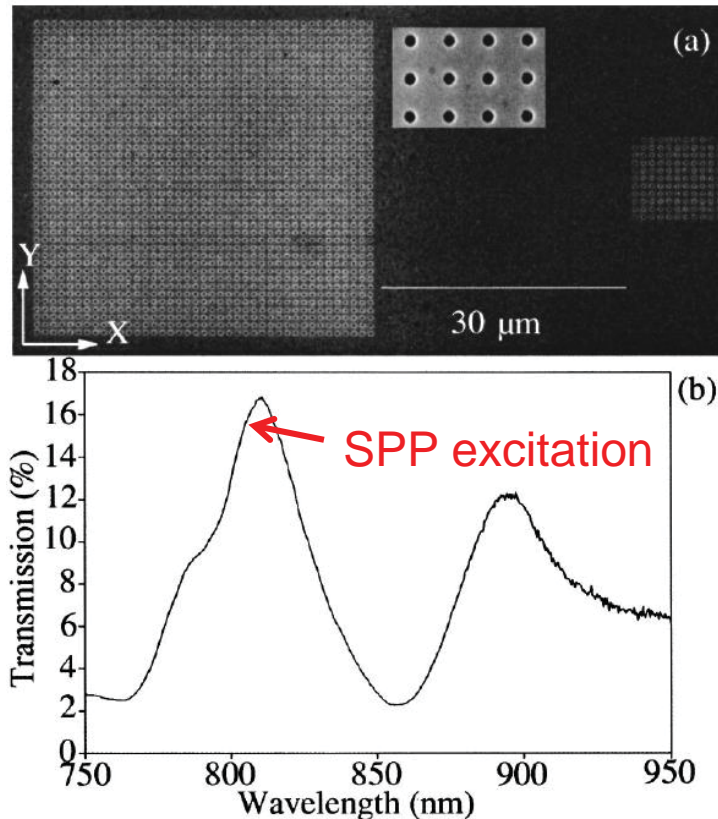 (a)
Y
X
30 μm
(b)
18
16
14
12
10
8
6
4
2
0
SPP excitation
Transmission (%)
750 800 850 900 950
Wavelength (nm)